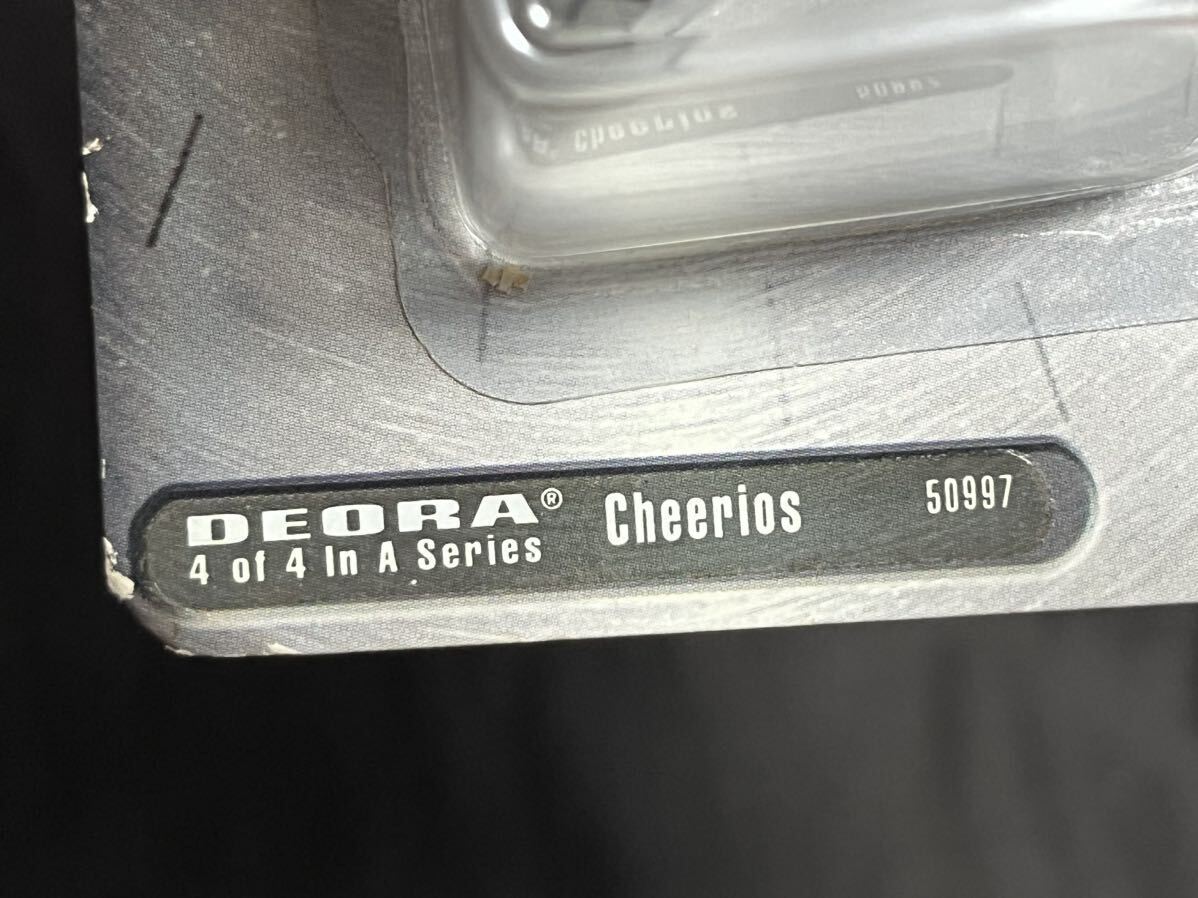 DEORA® Cheerios 50997
4 of 4 In A Series